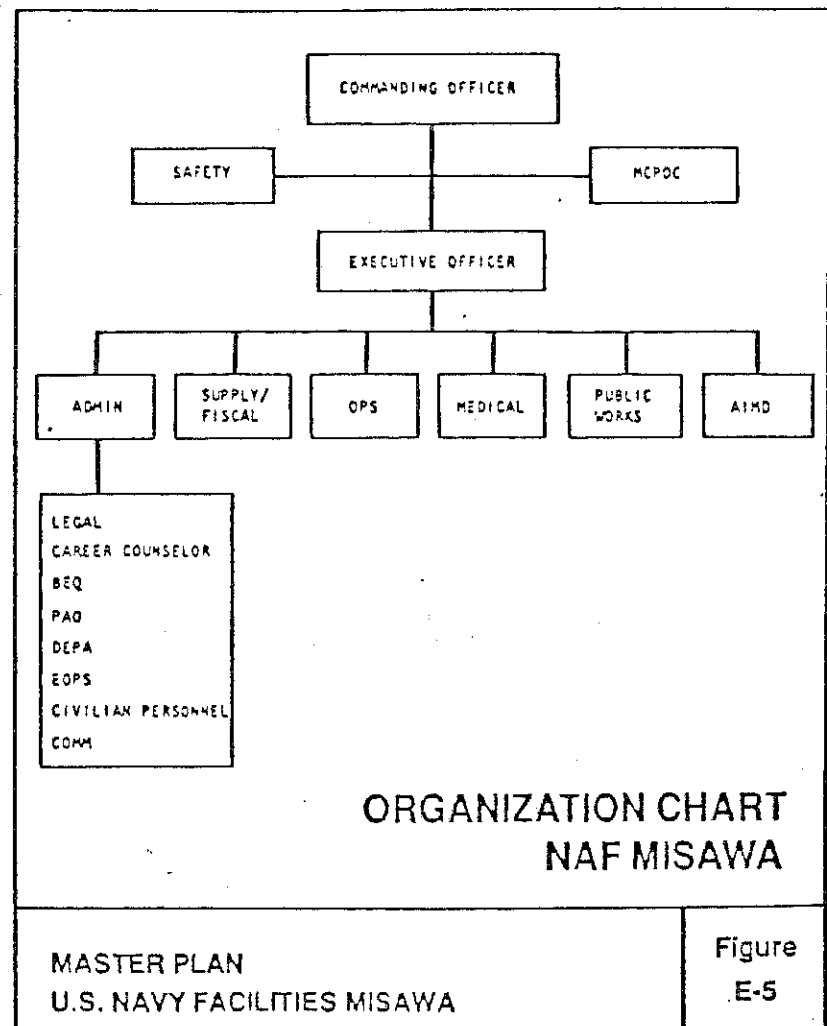 COMMANDING OFFICER
SAFETY
MCPOC
EXECUTIVE OFFICER
ADMIN
SUPPLY/
FISCAL
OPS
MEDICAL
PUBLIC
WORKS
AIMD
LEGAL
CAREER COUNSELOR
BEQ
PAO
DEPA
EOPS
CIVILIAN PERSONNEL
COMM
ORGANIZATION CHART
NAF MISAWA
MASTER PLAN
U.S. NAVY FACILITIES MISAWA
Figure
E-5